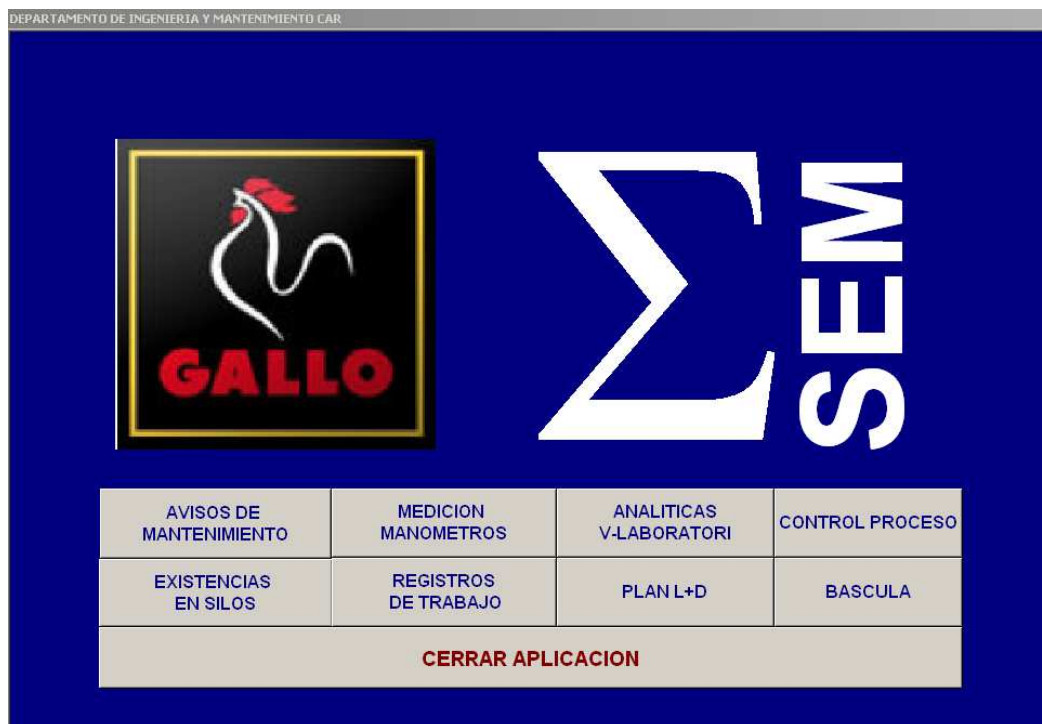 DEPARTAMENTO DE INGENIERIA Y MANTENIMIENTO CAR
GALLO
Σ
SEM
AVISOS DE
MANTENIMIENTO
MEDICION
MANOMETROS
ANALITICAS
V-LABORATORI
CONTROL PROCESO
EXISTENCIAS
EN SILOS
REGISTROS
DE TRABAJO
PLAN L+D
BASCULA
CERRAR APLICACION